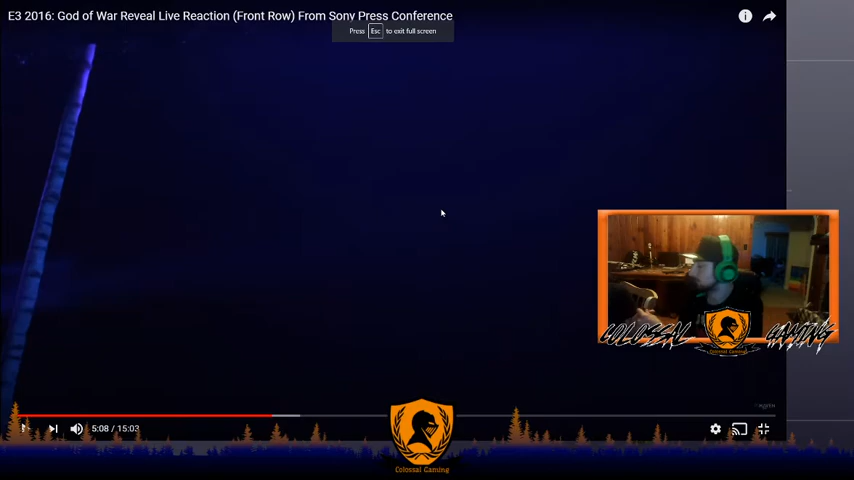 E3 2016: God of War Reveal Live Reaction (Front Row) From Sony Press Conference
Press Esc to exit full screen
COLOSSAL GAMING
Colossal Gaming
5:08 / 15:03
Colossal Gaming